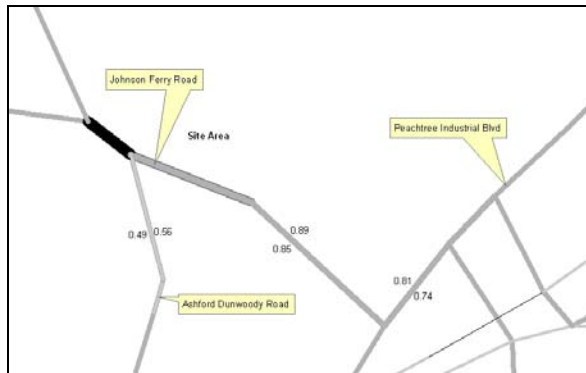 Johnson Ferry Road
Site Area
Peachtree Industrial Blvd
0.49
0.56
0.89
0.85
0.81
0.74
Ashford Dunwoody Road